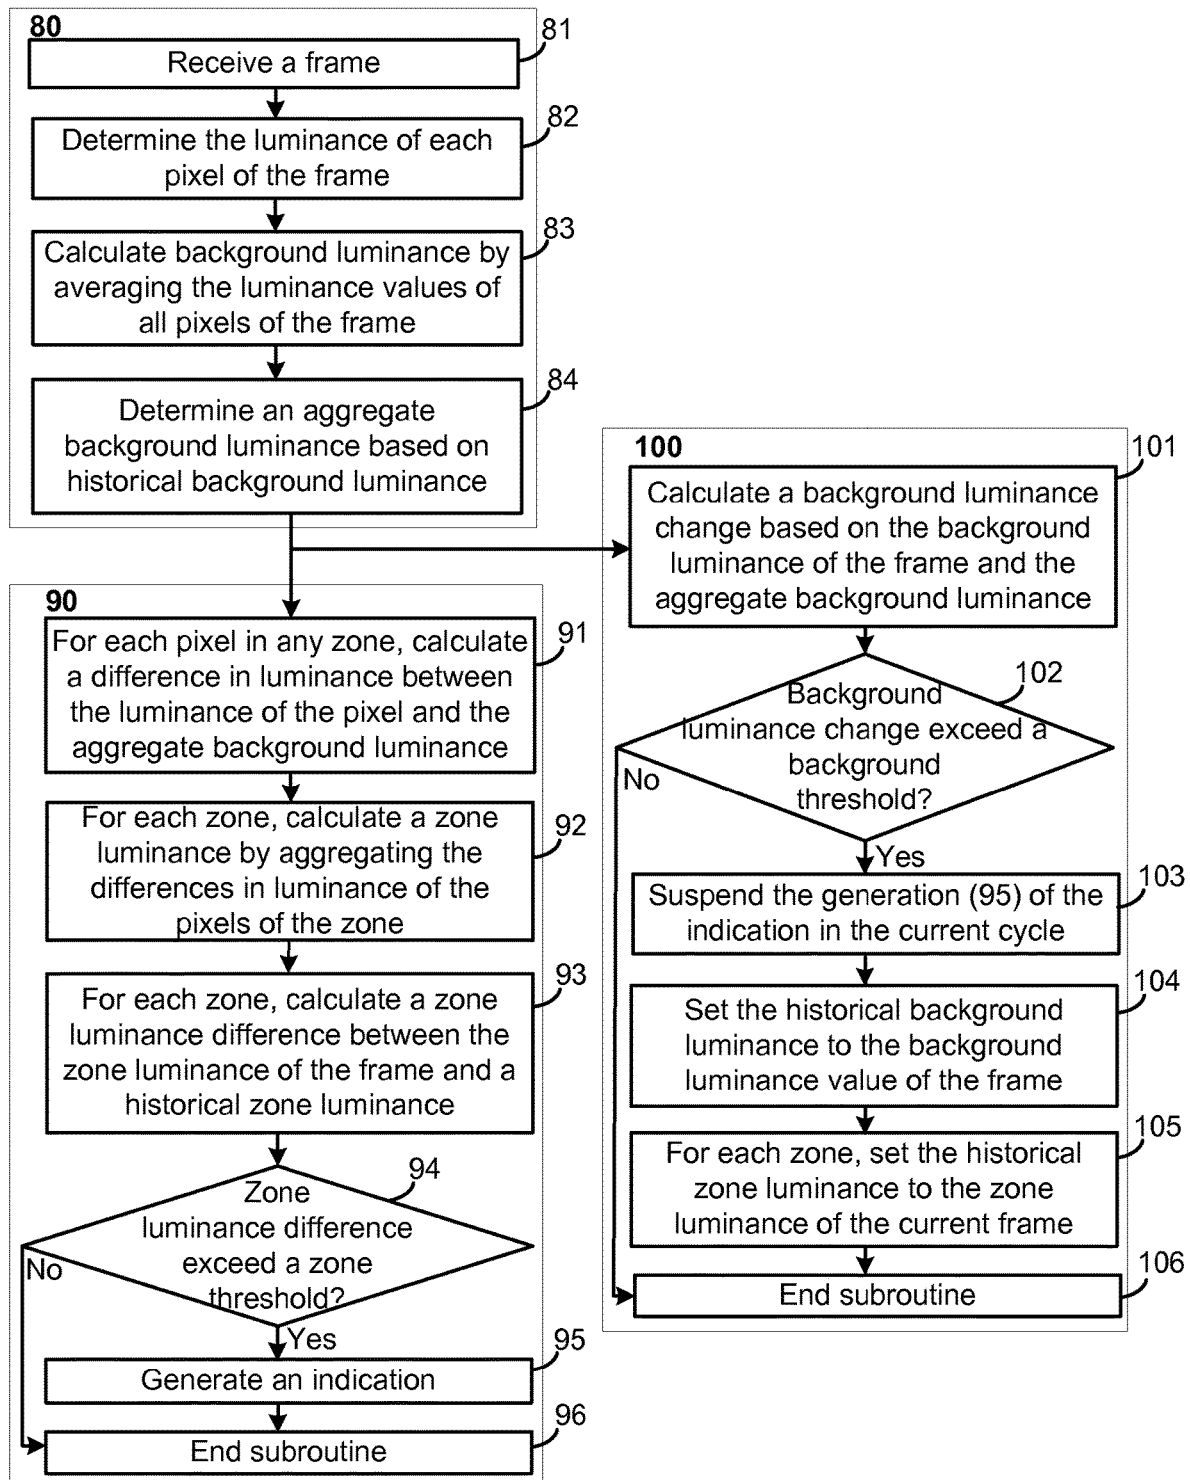 80
81
Receive a frame
82
Determine the luminance of each
pixel of the frame
83
Calculate background luminance by
averaging the luminance values of
all pixels of the frame
84
Determine an aggregate
background luminance based on
historical background luminance
90
91
For each pixel in any zone, calculate
a difference in luminance between
the luminance of the pixel and the
aggregate background luminance
92
For each zone, calculate a zone
luminance by aggregating the
differences in luminance of the
pixels of the zone
93
For each zone, calculate a zone
luminance difference between the
zone luminance of the frame and a
historical zone luminance
94
Zone
luminance difference
exceed a zone
threshold?
No
Yes
95
Generate an indication
96
End subroutine
100
101
Calculate a background luminance
change based on the background
luminance of the frame and the
aggregate background luminance
102
Background
luminance change exceed a
background
threshold?
No
Yes
103
Suspend the generation (95) of the
indication in the current cycle
104
Set the historical background
luminance to the background
luminance value of the frame
105
For each zone, set the historical
zone luminance to the zone
luminance of the current frame
106
End subroutine